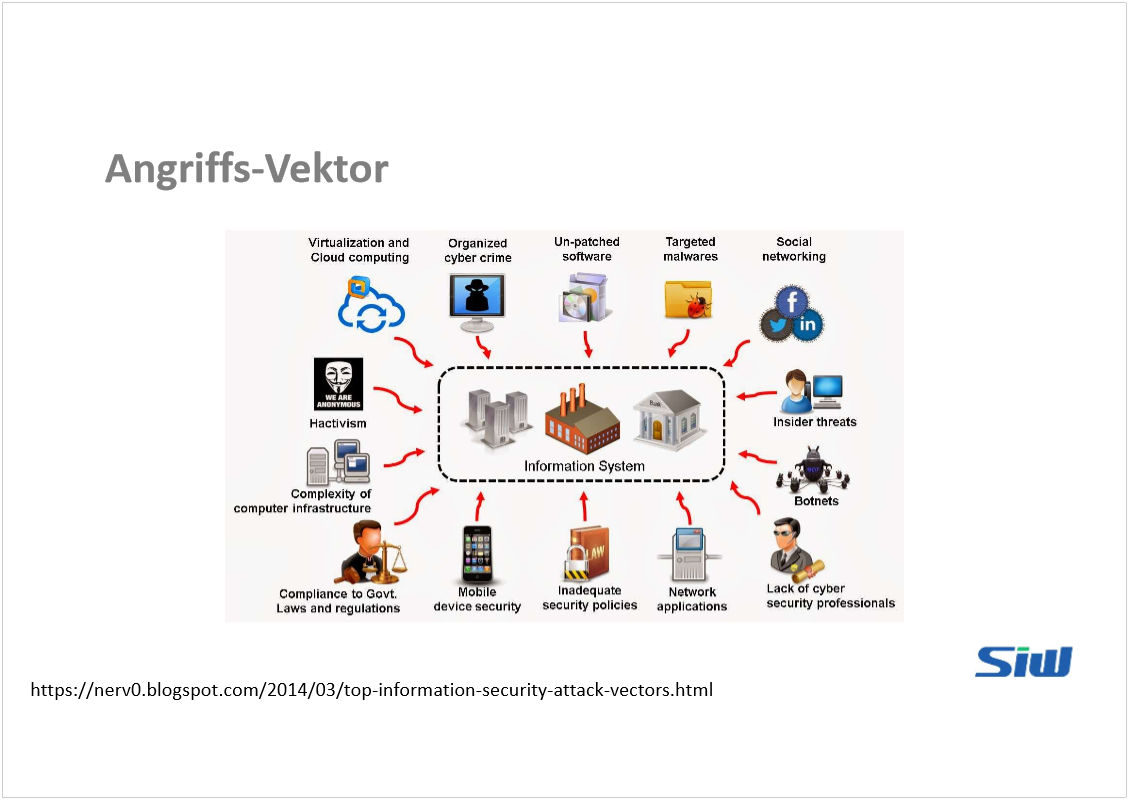 Angriffs-Vektor
Virtualization and
Cloud computing
Organized
cyber crime
Un-patched
software
Targeted
malwares
Social
networking
f
in
WE ARE
ANONYMOUS
Hactivism
Bank
Insider threats
Information System
Complexity of
computer infrastructure
BOT
Botnets
LAW
Compliance to Govt.
Laws and regulations
Mobile
device security
Inadequate
security policies
Network
applications
Lack of cyber
security professionals
SiW
https://nerv0.blogspot.com/2014/03/top-information-security-attack-vectors.html